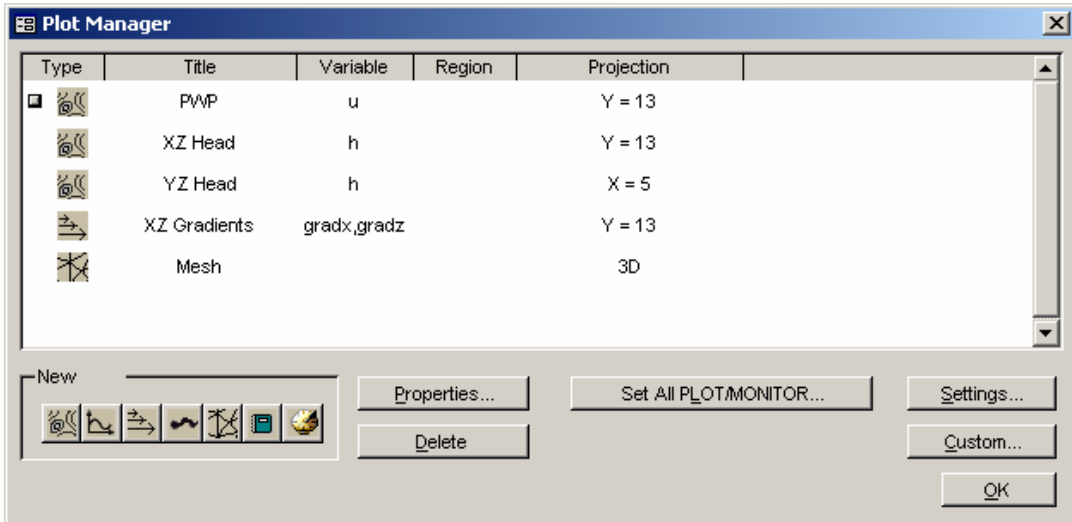 Plot Manager
Type Title Variable Region Projection
PWP u Y = 13
XZ Head h Y = 13
YZ Head h X = 5
XZ Gradients gradx,gradz Y = 13
Mesh 3D
New
Properties... Set All PLOT/MONITOR... Settings...
Delete Custom...
OK